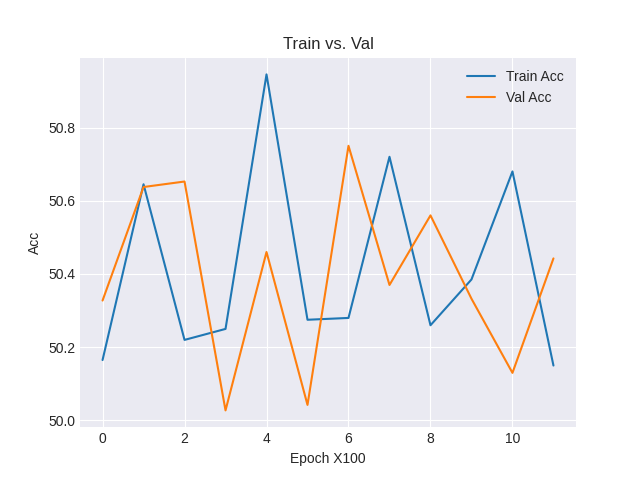 Train vs. Val
Train Acc
Val Acc
50.8
50.6
50.4
50.2
50.0
Acc
0 2 4 6 8 10
Epoch X100